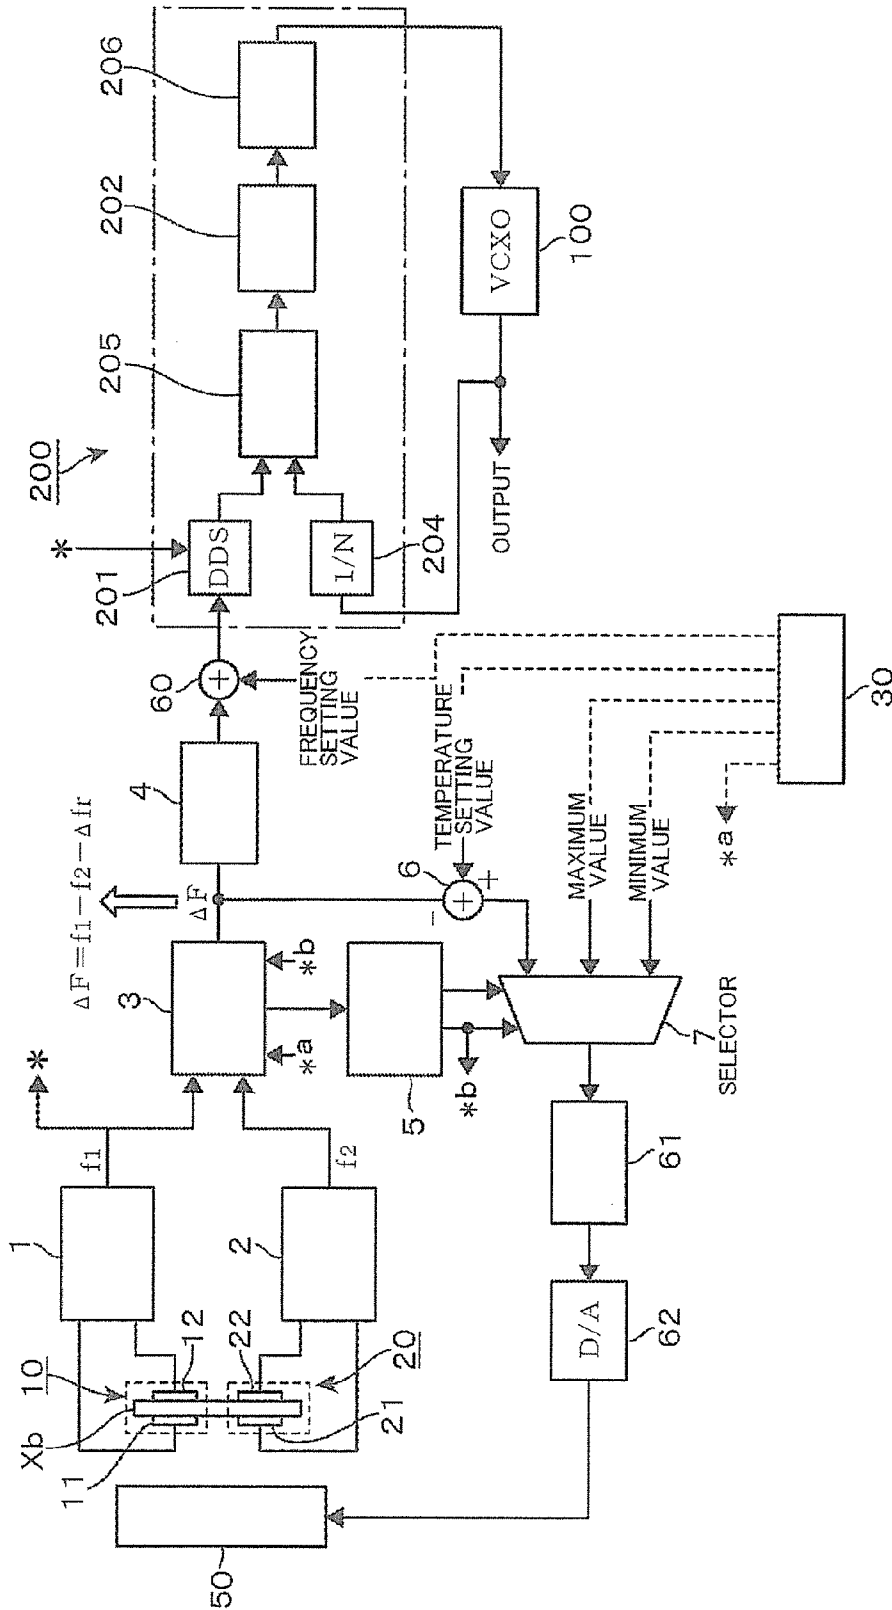 50
Xb
10
11
12
22
20
21
1
2
f1
f2
*
ΔF=f1−f2−Δfr
3
ΔF
*a
*b
5
*b
4
6
−
+
+
60
+
FREQUENCY
SETTING
VALUE
TEMPERATURE
SETTING
VALUE
MAXIMUM
VALUE
MINIMUM
VALUE
*a
30
7
SELECTOR
61
D/A
62
200
*
201
DDS
1/N
204
205
202
206
VCXO
100
OUTPUT